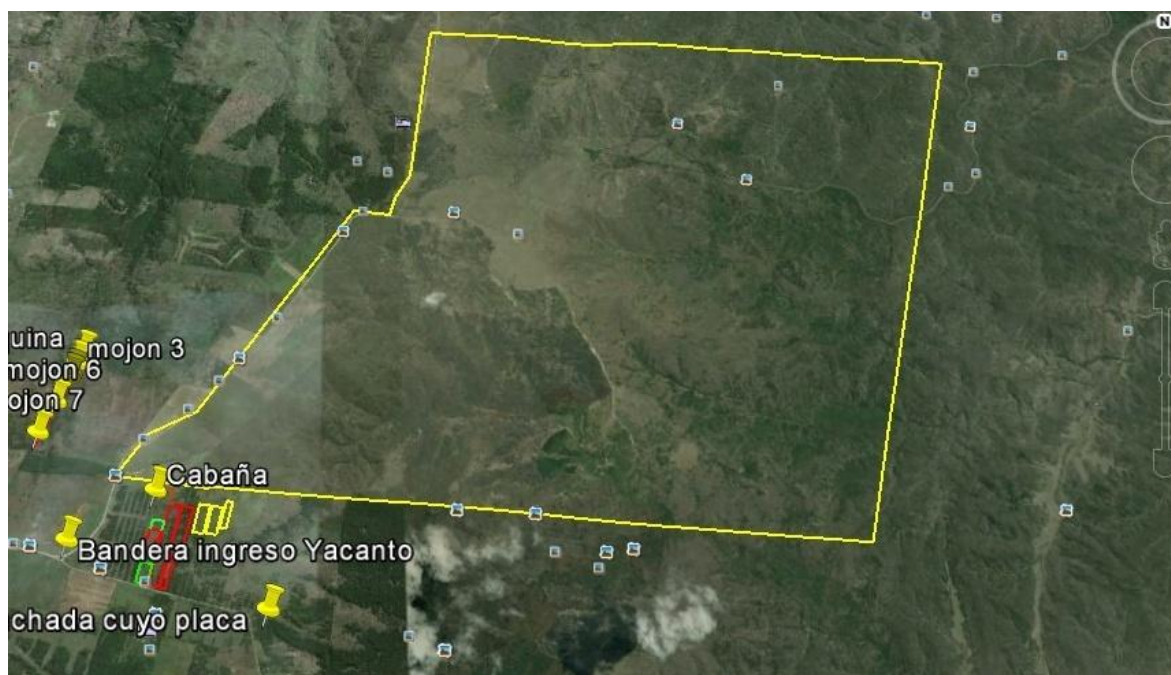 N
uina
mojon 3
mojon 6
ojon 7
Cabaña
Bandera ingreso Yacanto
chada cuyo placa